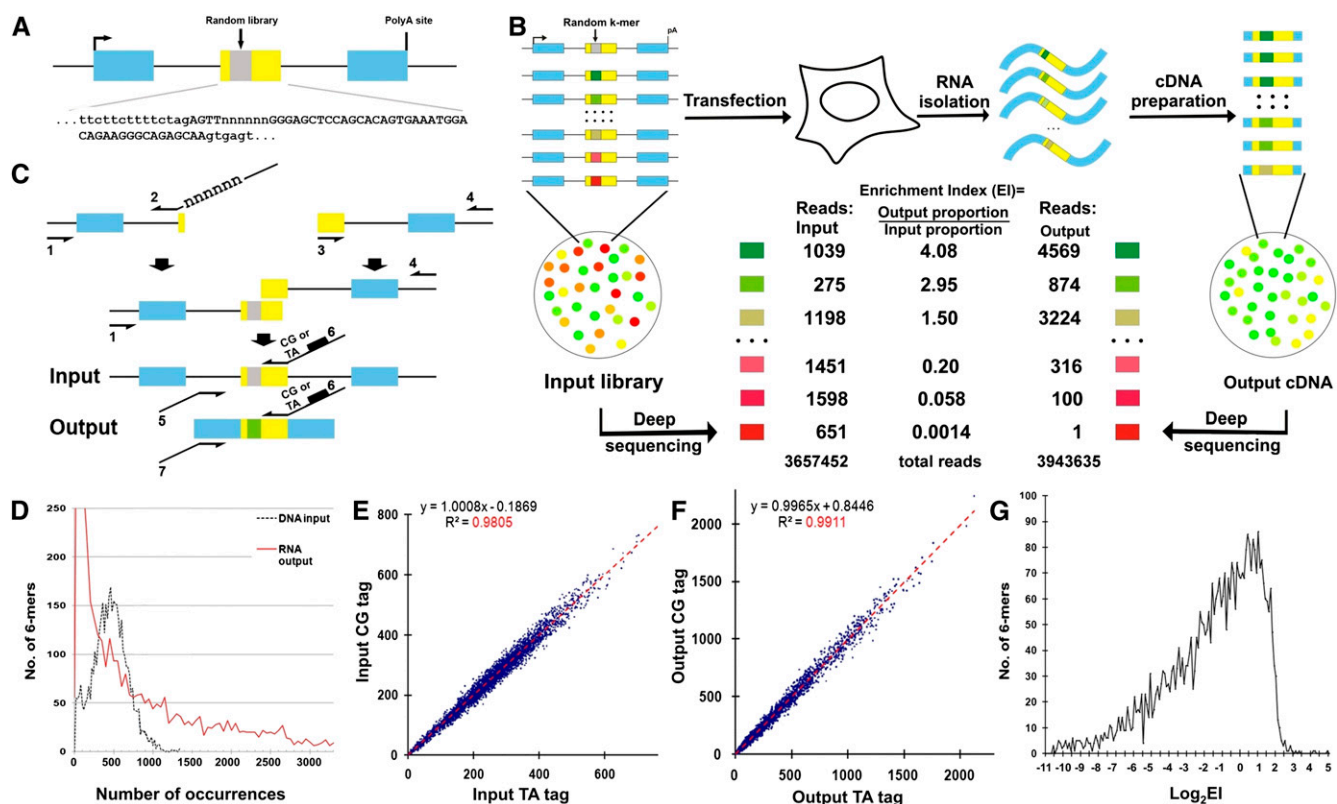 A
Random library
PolyA site
...ttcttcttttctagAGTTnnnnnnGGGAGCTCCAGCACAGTGAAATGGA
CAGAAGGGCAGAGCAAgtgagt...
B
Random k-mer
pA
Transfection
RNA
isolation
cDNA
preparation
...
Input library
Deep
sequencing
Enrichment Index (EI)=
Reads:
Input
Output proportion
Input proportion
Reads:
Output
1039 4.08 4569
275 2.95 874
1198 1.50 3224
1451 0.20 316
1598 0.058 100
651 0.0014 1
3657452 total reads 3943635
Output cDNA
Deep
sequencing
C
nnnnnn
2
4
1
3
4
1
CG or
TA
6
Input
5
CG or
TA
6
Output
7
D
250
200
150
100
50
0
No. of 6-mers
DNA input
RNA
output
0 500 1000 1500 2000 2500 3000
Number of occurrences
E
y = 1.0008x - 0.1869
R² = 0.9805
800
600
400
200
0
Input CG tag
0 200 400 600
Input TA tag
F
y = 0.9965x + 0.8446
R² = 0.9911
2000
1500
1000
500
0
Output CG tag
0 500 1000 1500 2000
Output TA tag
G
100
90
80
70
60
50
40
30
20
10
0
No. of 6-mers
-11 -10 -9 -8 -7 -6 -5 -4 -3 -2 -1 0 1 2 3 4 5
Log₂EI